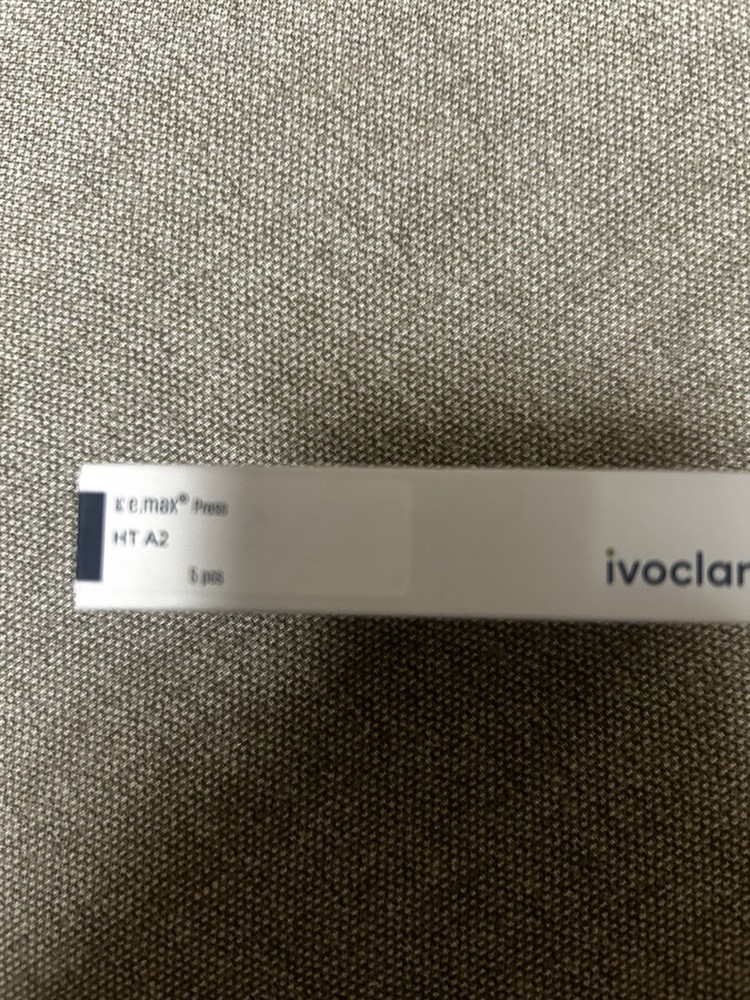 e.max® Press
HT A2
5 pcs
ivoclar